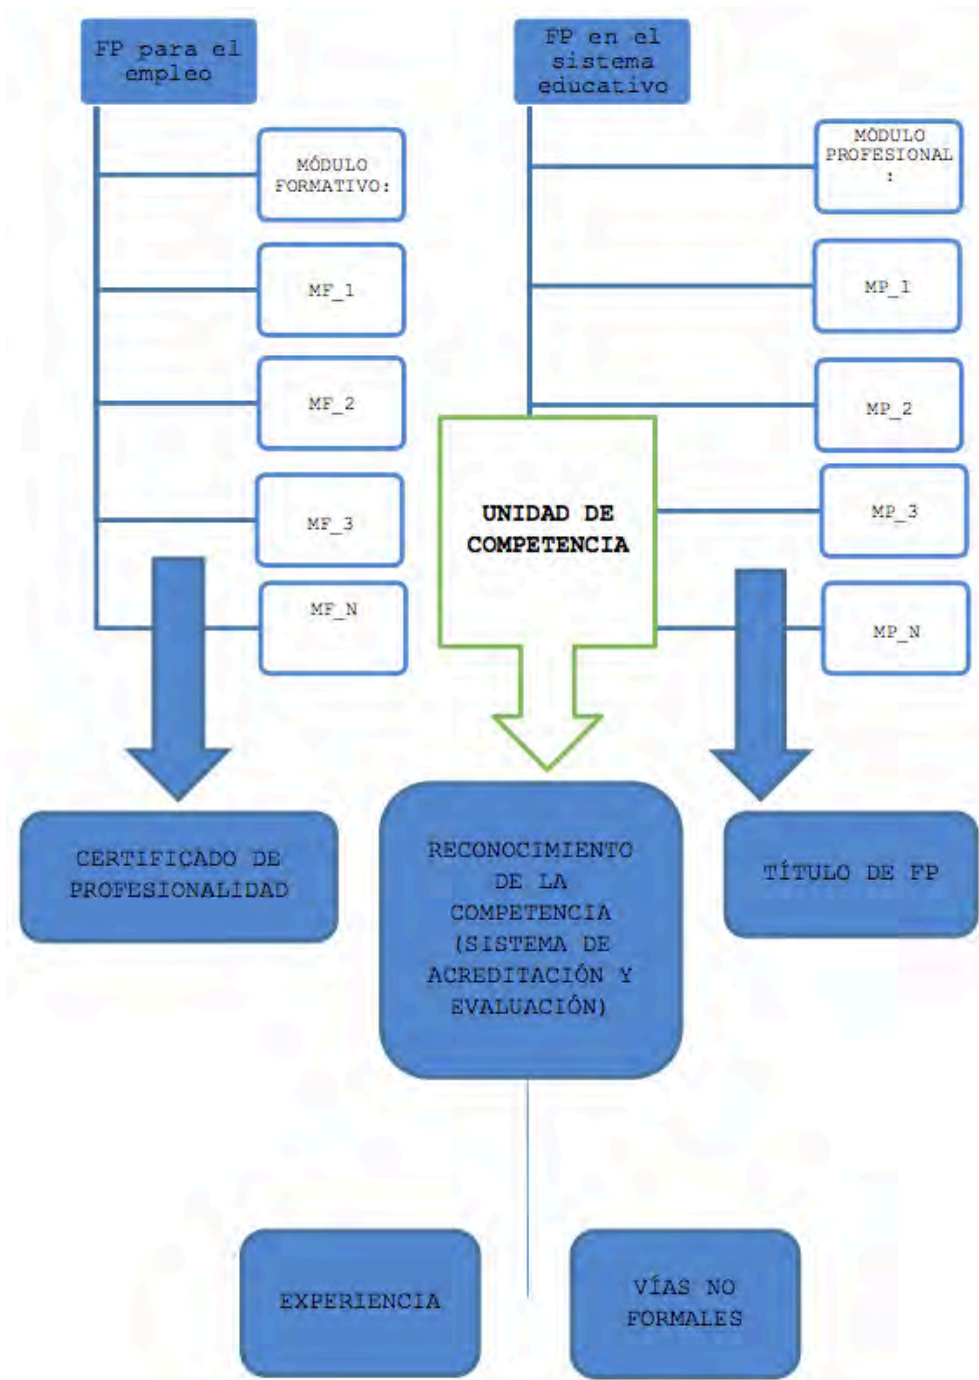 FP para el
empleo
FP en el
sistema
educativo
MÓDULO
FORMATIVO:
MF_1
MF_2
MF_3
MF_N
MÓDULO
PROFESIONAL
:
MP_1
MP_2
MP_3
MP_N
UNIDAD DE
COMPETENCIA
CERTIFICADO DE
PROFESIONALIDAD
RECONOCIMIENTO
DE LA
COMPETENCIA
(SISTEMA DE
ACREDITACIÓN Y
EVALUACIÓN)
TÍTULO DE FP
EXPERIENCIA
VÍAS NO
FORMALES